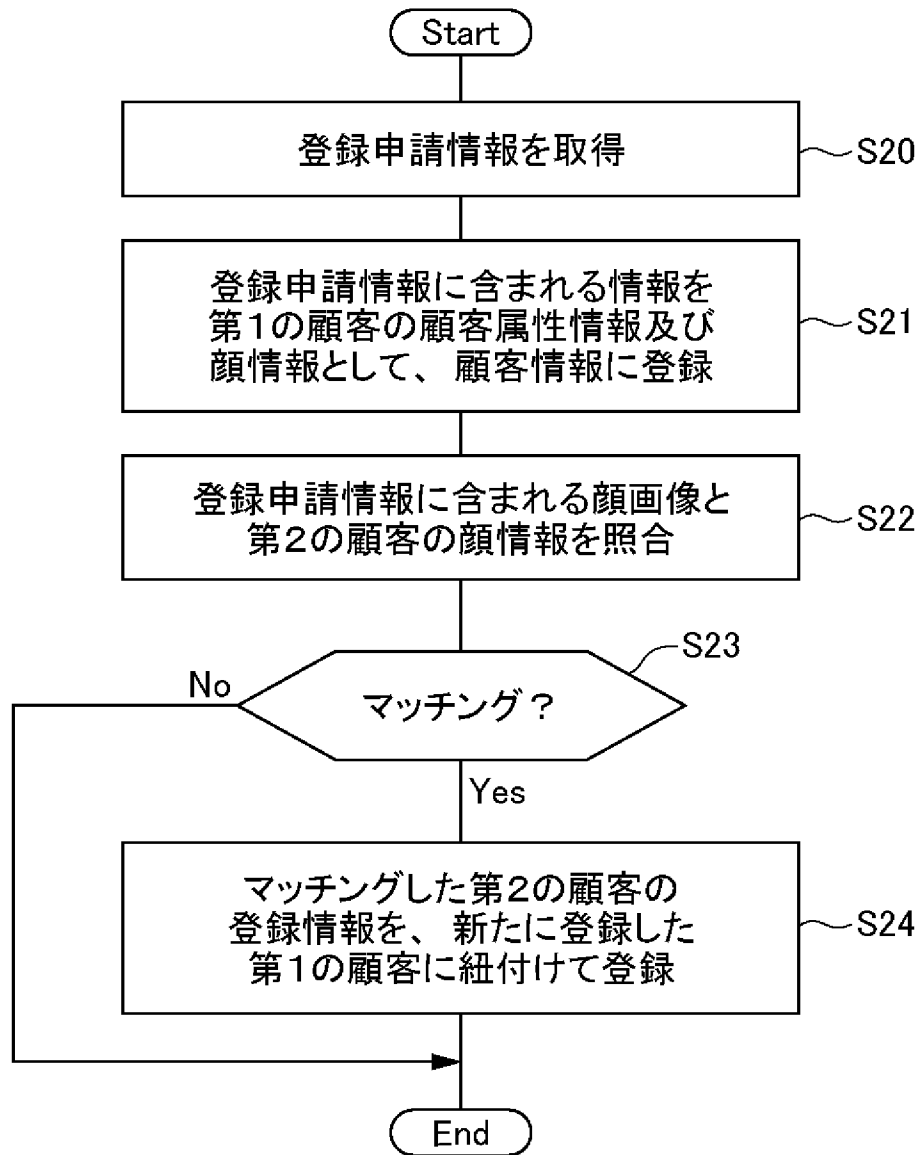 Start
登録申請情報を取得
S20
登録申請情報に含まれる情報を
第1の顧客の顧客属性情報及び
顔情報として、顧客情報に登録
S21
登録申請情報に含まれる顔画像と
第2の顧客の顔情報を照合
S22
S23
No
マッチング？
Yes
マッチングした第2の顧客の
登録情報を、新たに登録した
第1の顧客に紐付けて登録
S24
End